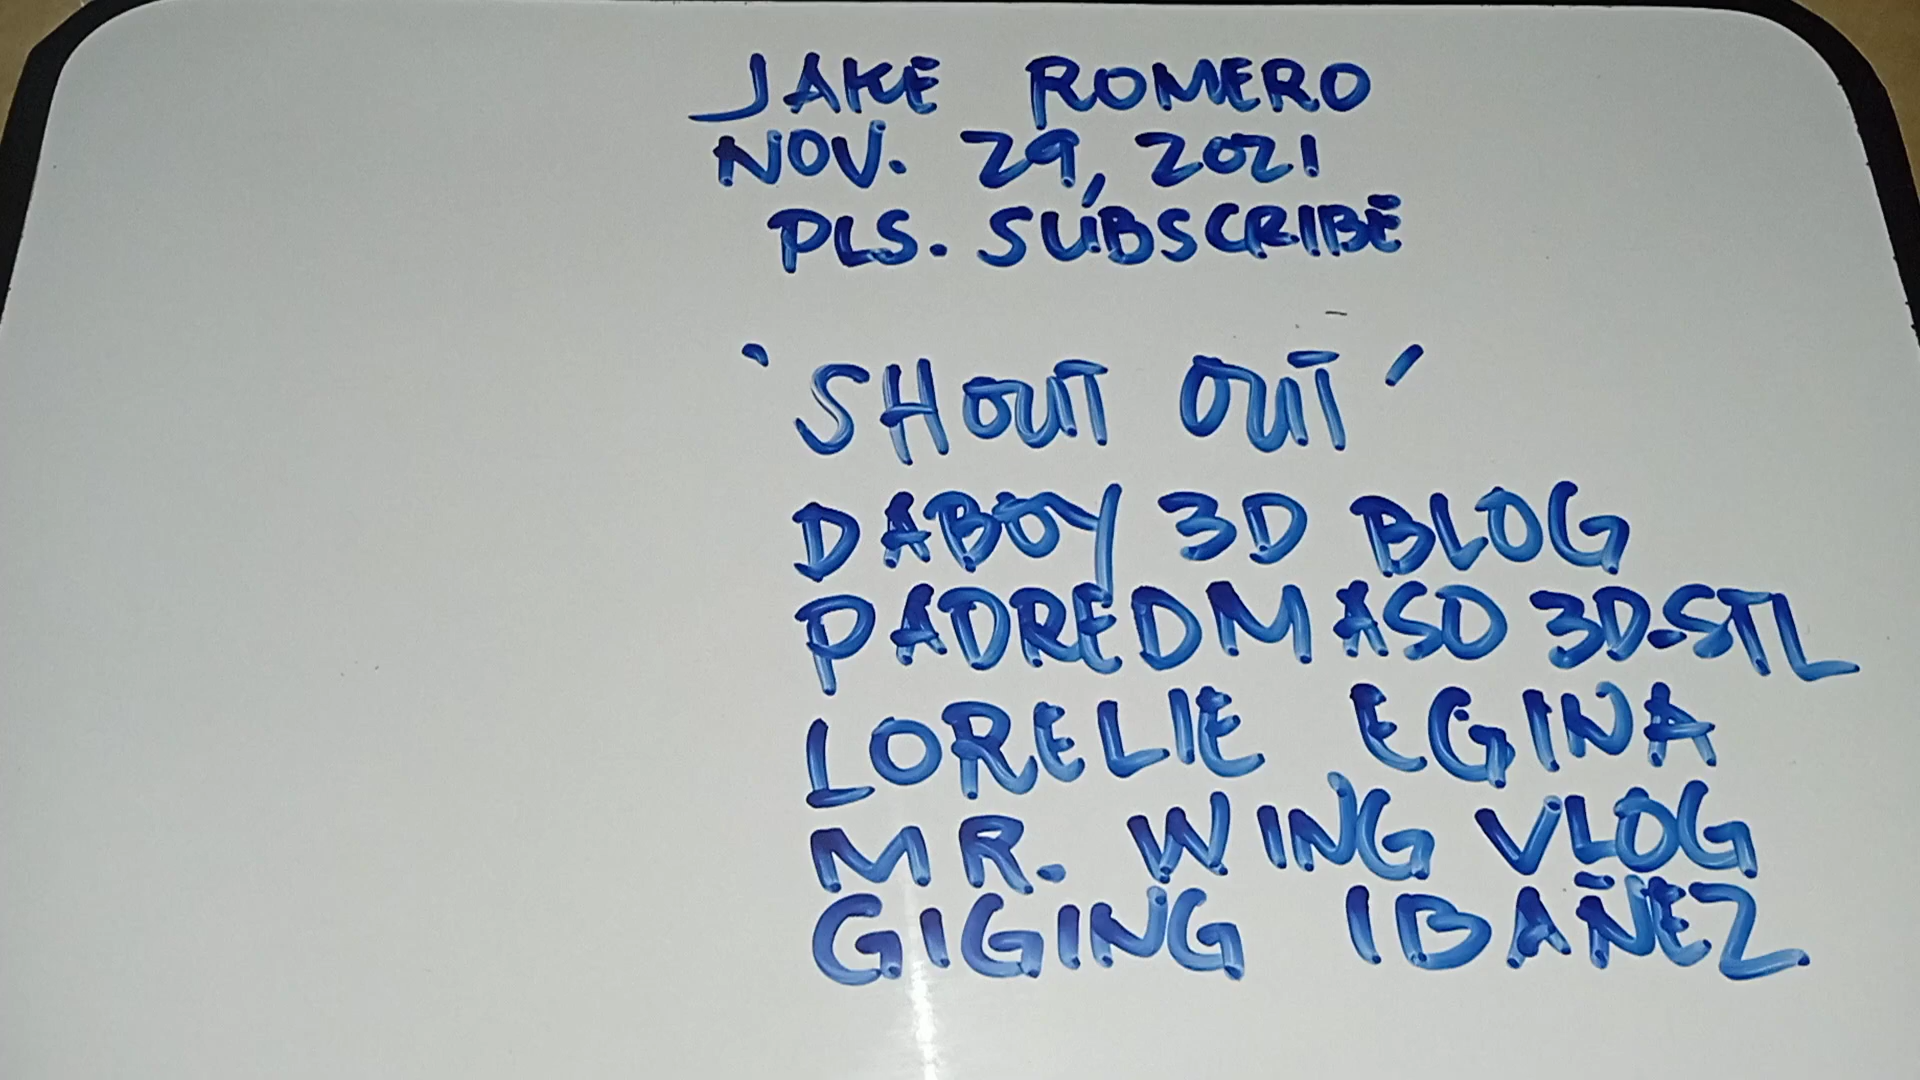 JAKE ROMERO
NOV. 29, 2021
PLS. SUBSCRIBE
'SHOUT OUT'
DABOY 3D BLOG
PADREDMASO 3D-STL
LORELIE EGINA
MR. WING VLOG
GIGING IBAÑEZ